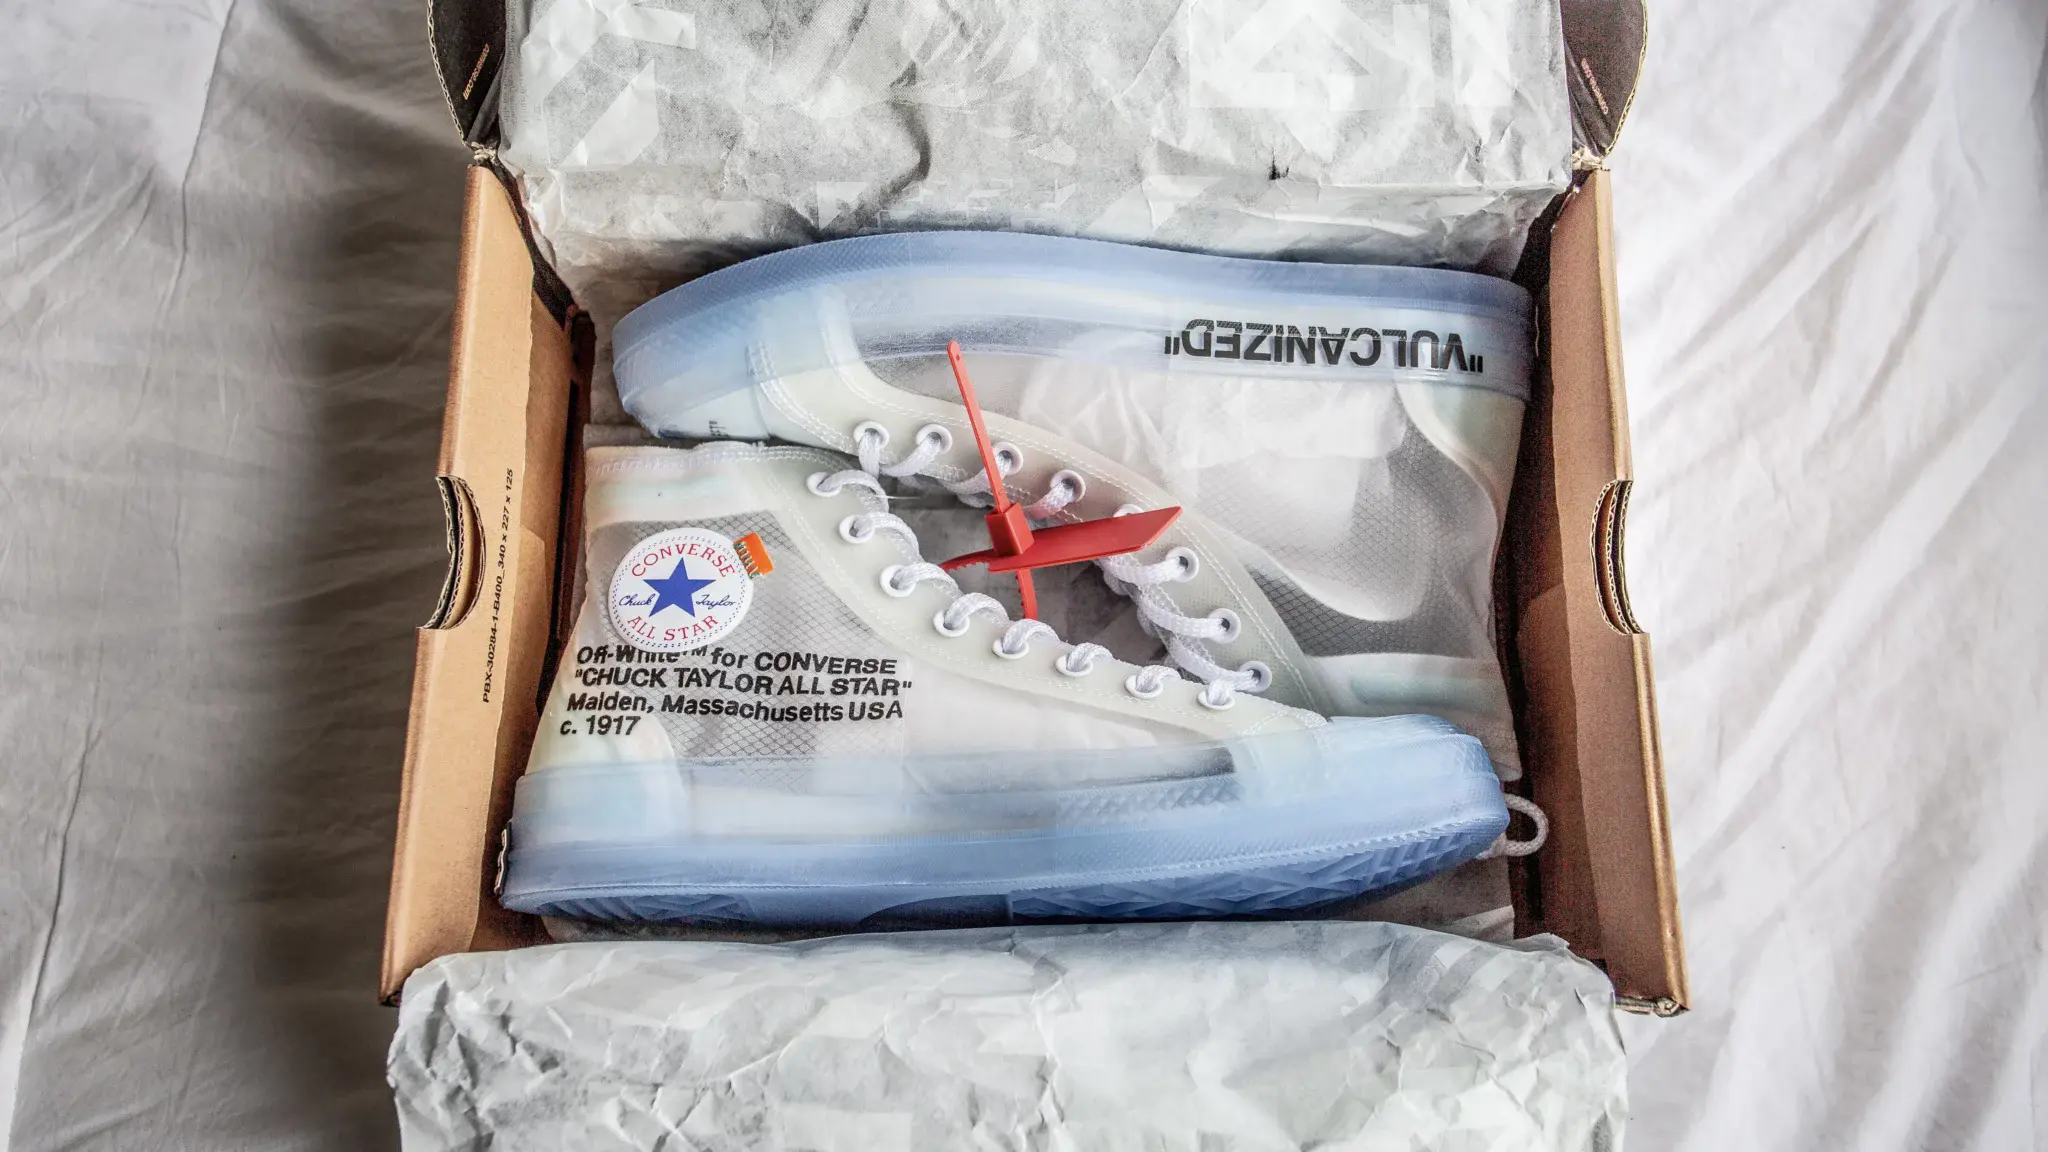 "VULCANIZED"
CONVERSE
Chuck Taylor
ALL STAR
Off-White™ for CONVERSE
"CHUCK TAYLOR ALL STAR"
Malden, Massachusetts USA
c. 1917
PBX-30284-1-B400_340 x 227 x 125